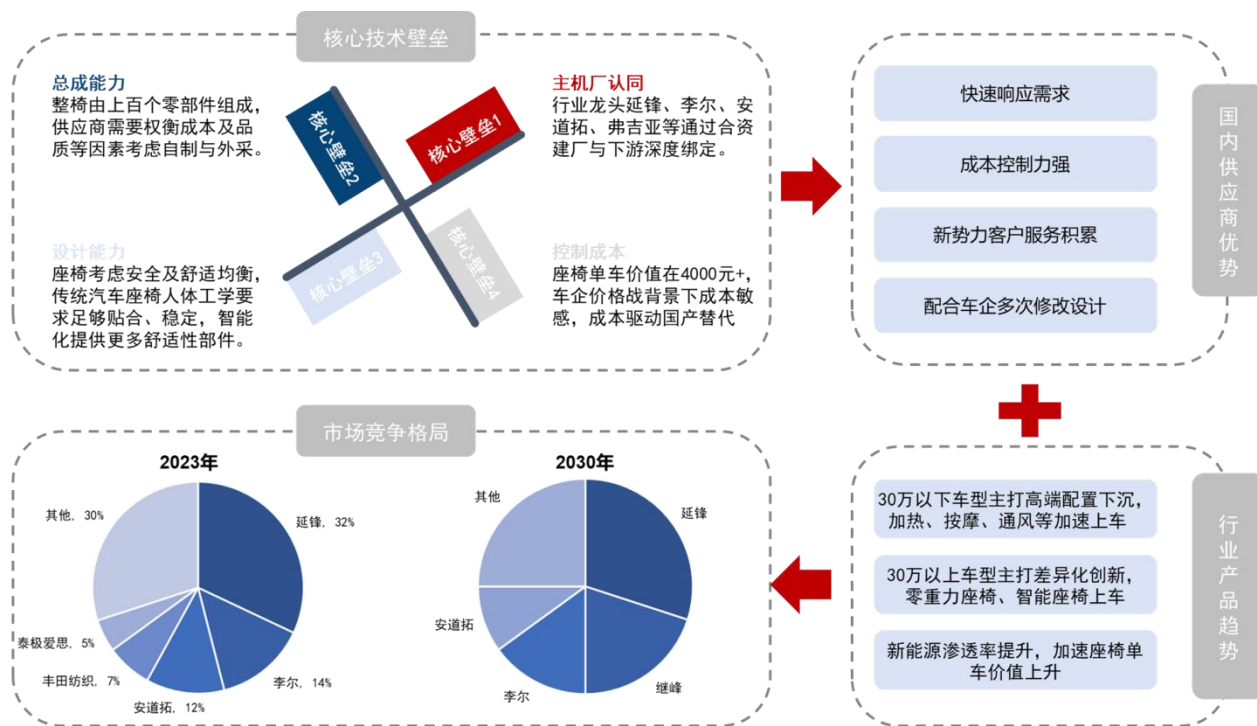 核心技术壁垒
总成能力
整椅由上百个零部件组成，
供应商需要权衡成本及品
质等因素考虑自制与外采。
核心壁垒2
核心壁垒1
主机厂认同
行业龙头延锋、李尔、安
道拓、弗吉亚等通过合资
建厂与下游深度绑定。
设计能力
座椅考虑安全及舒适均衡，
传统汽车座椅人体工学要
求足够贴合、稳定，智能
化提供更多舒适性部件。
核心壁垒3
核心壁垒4
控制成本
座椅单车价值在4000元+，
车企价格战背景下成本敏
感，成本驱动国产替代
快速响应需求
成本控制力强
新势力客户服务积累
配合车企多次修改设计
国内供应商优势
市场竞争格局
2023年
其他, 30%
延锋, 32%
泰极爱思, 5%
丰田纺织, 7%
安道拓, 12%
李尔, 14%
2030年
其他
延锋
安道拓
李尔
继峰
30万以下车型主打高端配置下沉，
加热、按摩、通风等加速上车
30万以上车型主打差异化创新，
零重力座椅、智能座椅上车
新能源渗透率提升，加速座椅单
车价值上升
行业产品趋势